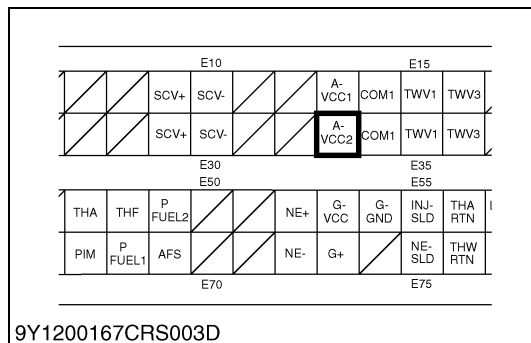 E10 E15
A-VCC1
SCV+ SCV- COM1 TWV1 TWV3
A-VCC2
SCV+ SCV- COM1 TWV1 TWV3
E30 E35
E50 E55
THA THF P FUEL2 NE+ G-VCC G-GND INJ-SLD THA RTN
PIM P FUEL1 AFS NE- G+ NE-SLD THW RTN
E70 E75
9Y1200167CRS003D